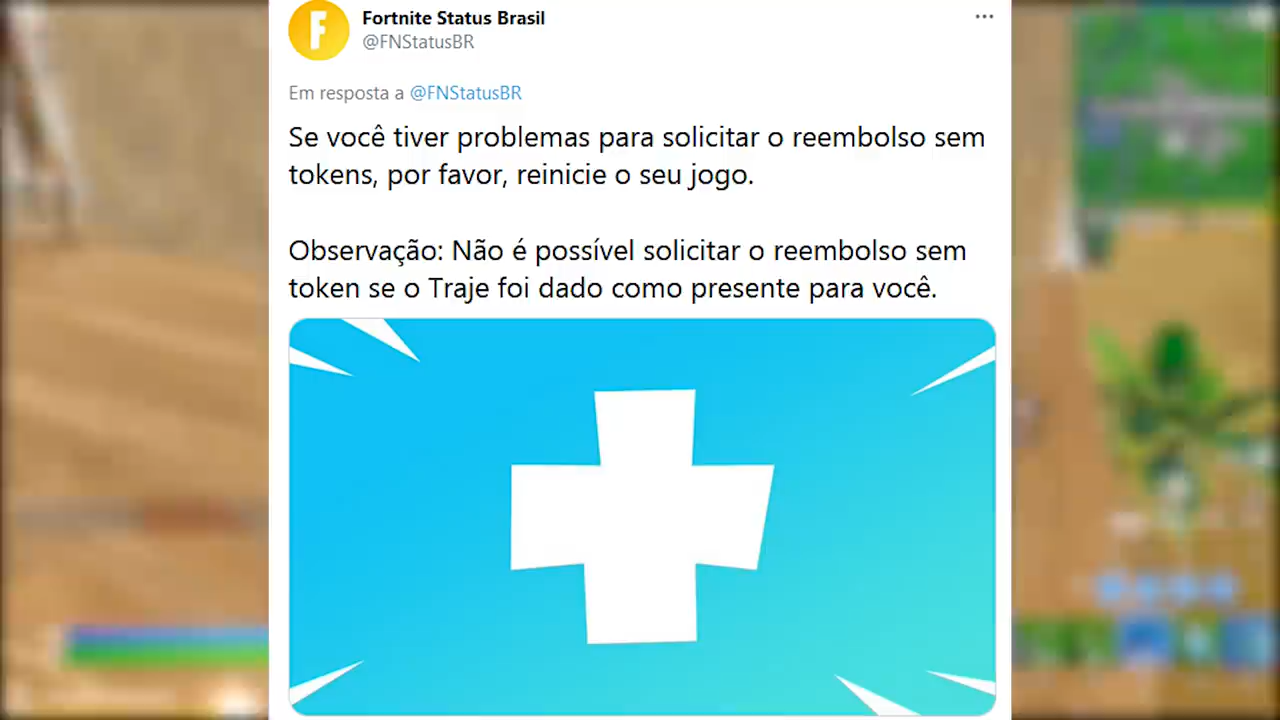 Fortnite Status Brasil
@FNStatusBR
Em resposta a @FNStatusBR
Se você tiver problemas para solicitar o reembolso sem
tokens, por favor, reinicie o seu jogo.
Observação: Não é possível solicitar o reembolso sem
token se o Traje foi dado como presente para você.